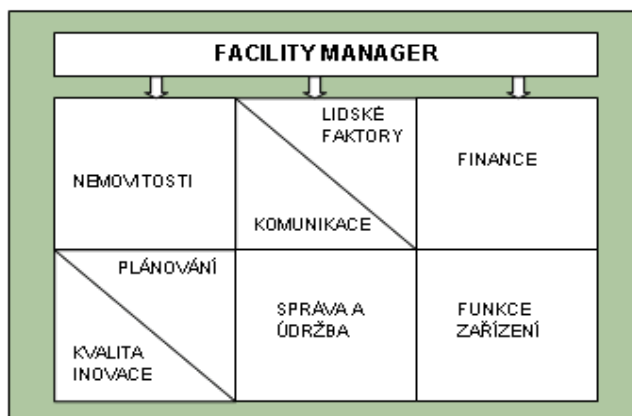 FACILITY MANAGER
NEMOVITOSTI
LIDSKÉ
FAKTORY
KOMUNIKACE
FINANCE
PLÁNOVÁNÍ
KVALITA
INOVACE
SPRÁVA A
ÚDRŽBA
FUNKCE
ZAŘÍZENÍ